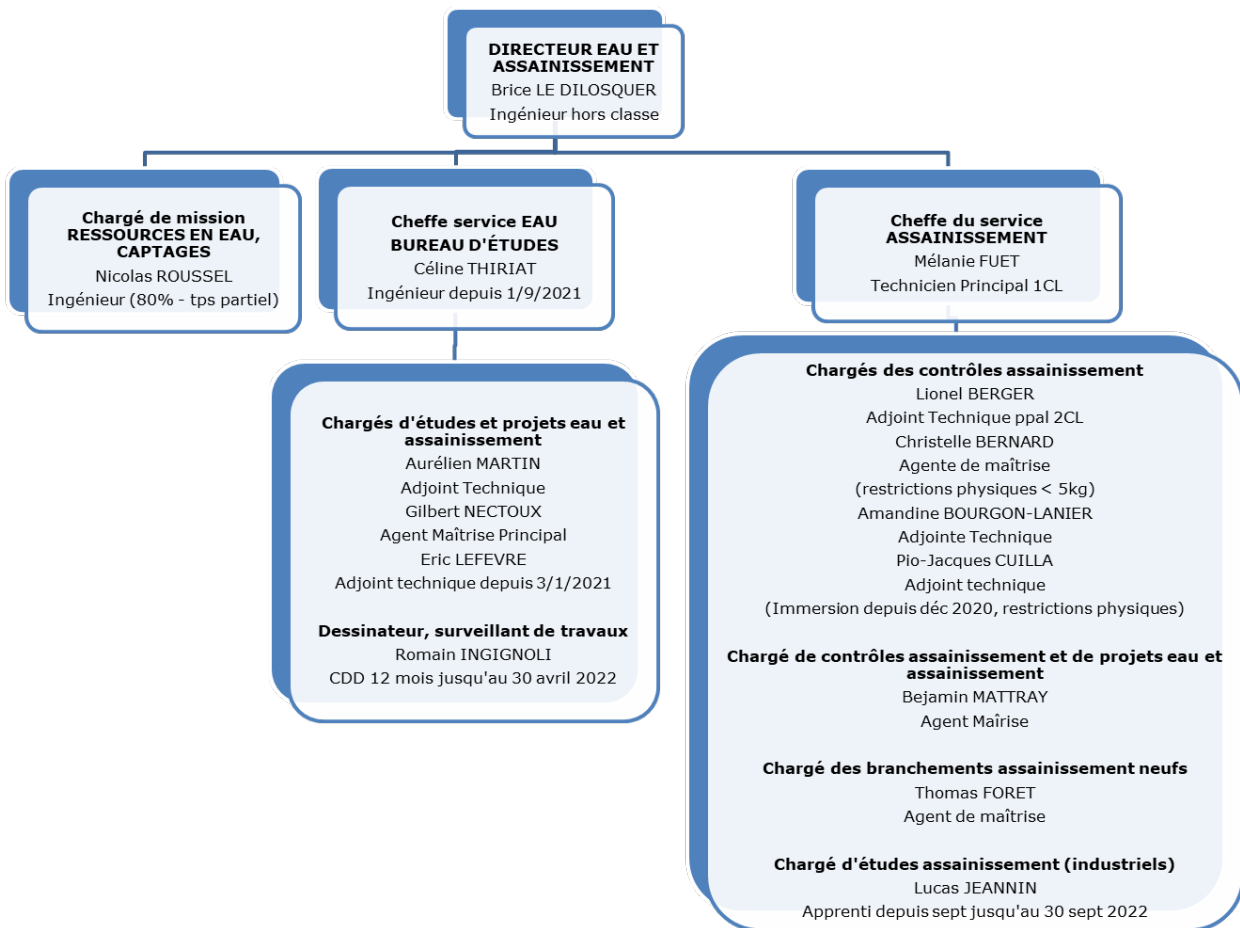 DIRECTEUR EAU ET
ASSAINISSEMENT
Brice LE DILOSQUER
Ingénieur hors classe
Chargé de mission
RESSOURCES EN EAU,
CAPTAGES
Nicolas ROUSSEL
Ingénieur (80% - tps partiel)
Cheffe service EAU
BUREAU D'ÉTUDES
Céline THIRIAT
Ingénieur depuis 1/9/2021
Cheffe du service
ASSAINISSEMENT
Mélanie FUET
Technicien Principal 1CL
Chargés d'études et projets eau et
assainissement
Aurélien MARTIN
Adjoint Technique
Gilbert NECTOUX
Agent Maîtrise Principal
Eric LEFEVRE
Adjoint technique depuis 3/1/2021
Dessinateur, surveillant de travaux
Romain INGIGNOLI
CDD 12 mois jusqu'au 30 avril 2022
Chargés des contrôles assainissement
Lionel BERGER
Adjoint Technique ppal 2CL
Christelle BERNARD
Agente de maîtrise
(restrictions physiques < 5kg)
Amandine BOURGON-LANIER
Adjointe Technique
Pio-Jacques CUILLA
Adjoint technique
(Immersion depuis déc 2020, restrictions physiques)
Chargé de contrôles assainissement et de projets eau et
assainissement
Bejamin MATTRAY
Agent Maîrise
Chargé des branchements assainissement neufs
Thomas FORET
Agent de maîtrise
Chargé d'études assainissement (industriels)
Lucas JEANNIN
Apprenti depuis sept jusqu'au 30 sept 2022